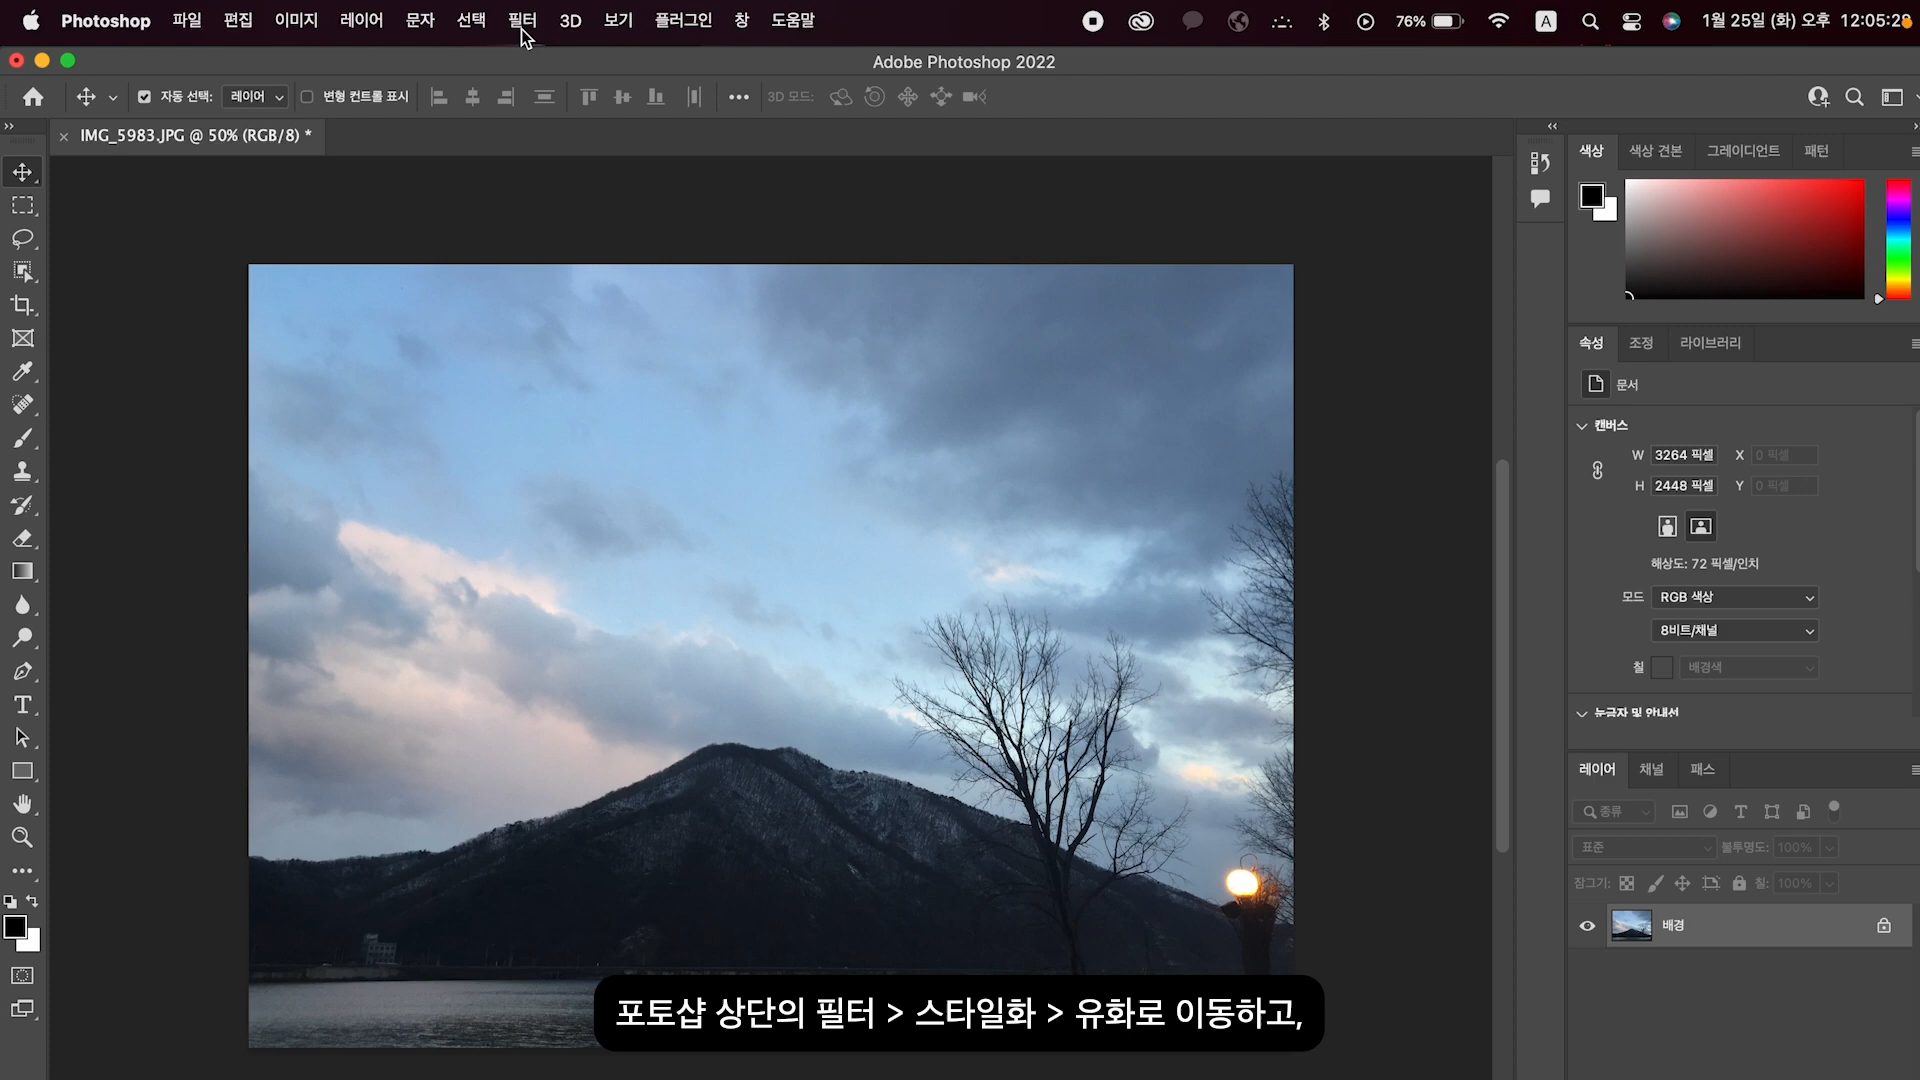 Photoshop 파일 편집 이미지 레이어 문자 선택 필터 3D 보기 플러그인 창 도움말 76% A 1월 25일 (화) 오후 12:05:28
Adobe Photoshop 2022
자동 선택: 레이어 변형 컨트롤 표시 3D 모드:
IMG_5983.JPG @ 50% (RGB/8) *
색상 색상 견본 그레이디언트 패턴
속성 조정 라이브러리
문서
캔버스
W 3264 픽셀 X 0 픽셀
H 2448 픽셀 Y 0 픽셀
해상도: 72 픽셀/인치
모드 RGB 색상
8비트/채널
칠 배경색
눈금자 및 안내선
레이어 채널 패스
종류
표준 불투명도: 100%
잠그기: 칠: 100%
배경
포토샵 상단의 필터 > 스타일화 > 유화로 이동하고,